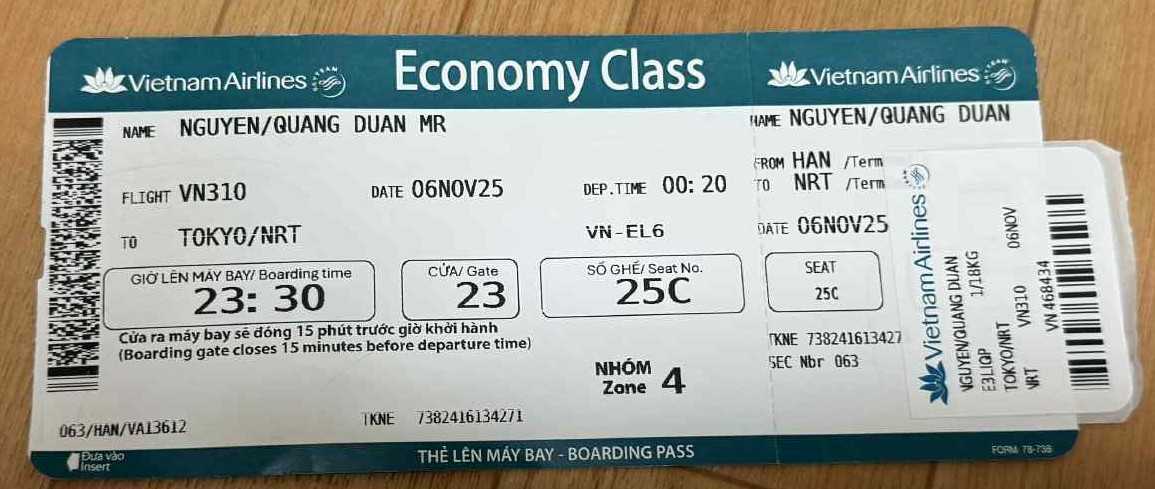 Vietnam Airlines SKYTEAM
Economy Class
NAME NGUYEN/QUANG DUAN MR
FLIGHT VN310 DATE 06NOV25 DEP.TIME 00: 20
TO TOKYO/NRT VN-EL6
GIỜ LÊN MÁY BAY/ Boarding time
23: 30
CỬA/ Gate
23
SỐ GHẾ/ Seat No.
25C
Cửa ra máy bay sẽ đóng 15 phút trước giờ khởi hành
(Boarding gate closes 15 minutes before departure time)
NHÓM
Zone 4
TKNE 7382416134271
063/HAN/VA13612
Đưa vào
Insert
THẺ LÊN MÁY BAY - BOARDING PASS
Vietnam Airlines SKYTEAM
NAME NGUYEN/QUANG DUAN
FROM HAN /Term
TO NRT /Term
DATE 06NOV25
SEAT
25C
TKNE 738241613427
SEC Nbr 063
FORM 78-738
Vietnam Airlines
NGUYEN/QUANG DUAN
E3LIQP 1/18KG
TOKYO/NRT
NRT VN310 06NOV
VN 468434